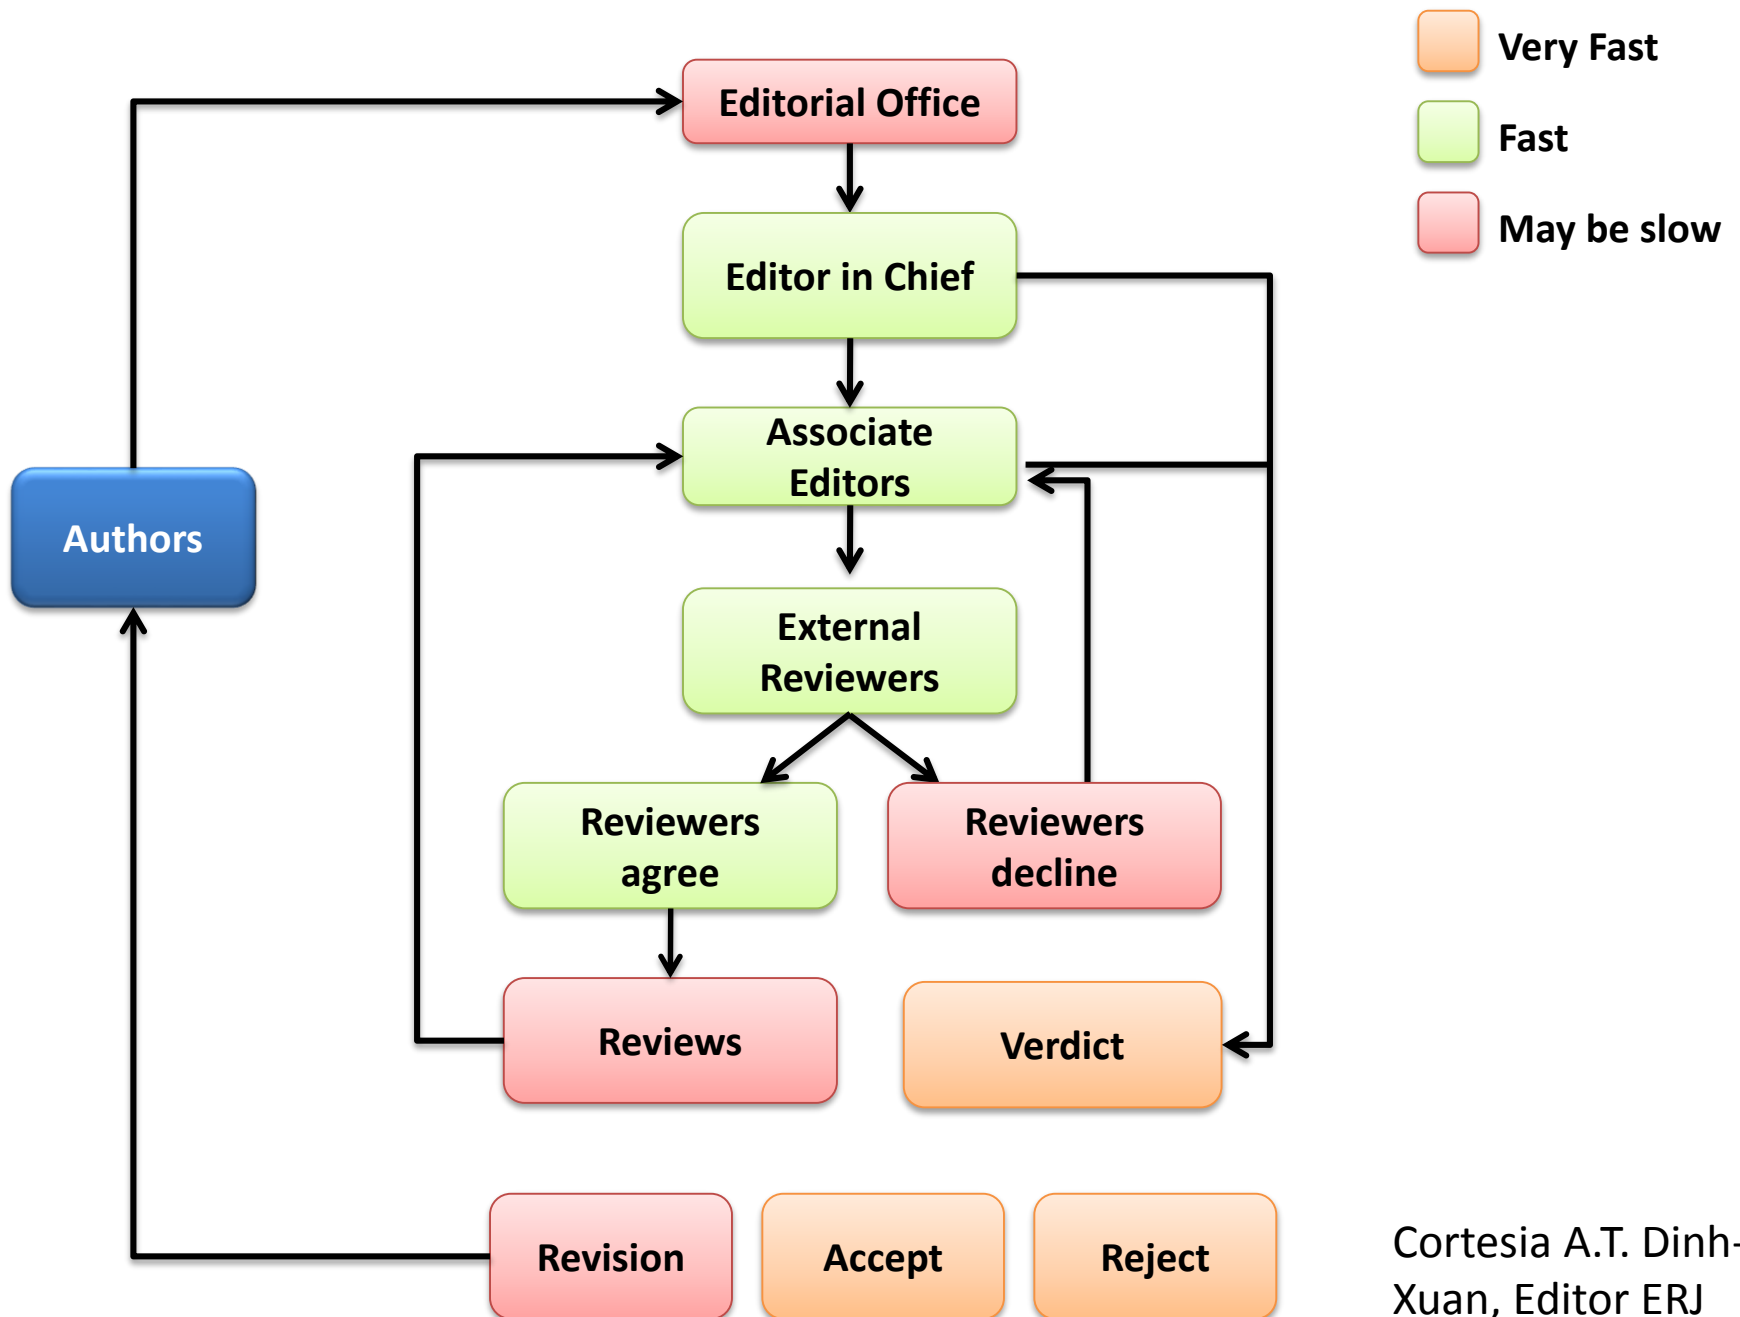 Very Fast
Fast
May be slow
Editorial Office
Editor in Chief
Associate
Editors
Authors
External
Reviewers
Reviewers
agree
Reviewers
decline
Reviews
Verdict
Revision
Accept
Reject
Cortesia A.T. Dinh-
Xuan, Editor ERJ